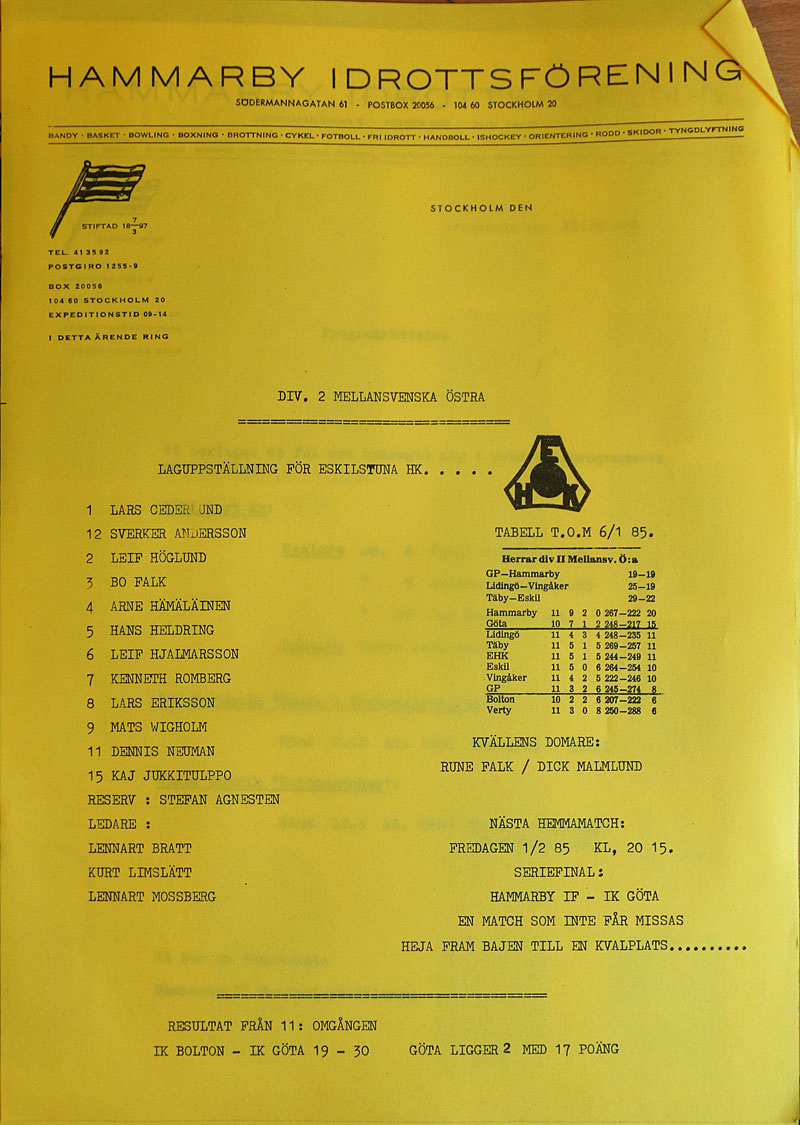 HAMMARBY IDROTTSFÖRENING
SÖDERMANNAGATAN 61 - POSTBOX 20056 - 104 60 STOCKHOLM 20
BANDY · BASKET · BOWLING · BOXNING · BROTTNING · CYKEL · FOTBOLL · FRI IDROTT · HANDBOLL · ISHOCKEY · ORIENTERING · RODD · SKIDOR · TYNGDLYFTNING
STIFTAD 18 7/3 97
STOCKHOLM DEN
TEL. 41 35 92
POSTGIRO 1255-9
BOX 20056
104 60 STOCKHOLM 20
EXPEDITIONSTID 09-14
I DETTA ÄRENDE RING
DIV. 2 MELLANSVENSKA ÖSTRA
LAGUPPSTÄLLNING FÖR ESKILSTUNA HK. . . . .
E
H K
1 LARS CEDER UND
12 SVERKER ANDERSSON
2 LEIF HÖGLUND
3 BO FALK
4 ARNE HÄMÄLÄINEN
5 HANS HELDRING
6 LEIF HJALMARSSON
7 KENNETH ROMBERG
8 LARS ERIKSSON
9 MATS WIGHOLM
11 DENNIS NEUMAN
15 KAJ JUKKITULPPO
RESERV : STEFAN AGNESTEN
LEDARE :
LENNART BRATT
KURT LIMSLÄTT
LENNART MOSSBERG
TABELL T.O.M 6/1 85.
Herrar div II Mellansv. Ö:a
GP—Hammarby 19—19
Lidingö—Vingåker 25—19
Täby—Eskil 29—22
Hammarby 11 9 2 0 267—222 20
Göta 10 7 1 2 248—217 15
Lidingö 11 4 3 4 248—235 11
Täby 11 5 1 5 269—257 11
EHK 11 5 1 5 244—249 11
Eskil 11 5 0 6 264—254 10
Vingåker 11 4 2 5 222—246 10
GP 11 3 2 6 245—274 8
Bolton 10 2 2 6 207—222 6
Verty 11 3 0 8 250—288 6
KVÄLLENS DOMARE:
RUNE FALK / DICK MALMLUND
NÄSTA HEMMAMATCH:
FREDAGEN 1/2 85 KL, 20 15.
SERIEFINAL:
HAMMARBY IF - IK GÖTA
EN MATCH SOM INTE FÅR MISSAS
HEJA FRAM BAJEN TILL EN KVALPLATS..........
RESULTAT FRÅN 11: OMGÅNGEN
IK BOLTON - IK GÖTA 19 - 30 GÖTA LIGGER 2 MED 17 POÄNG